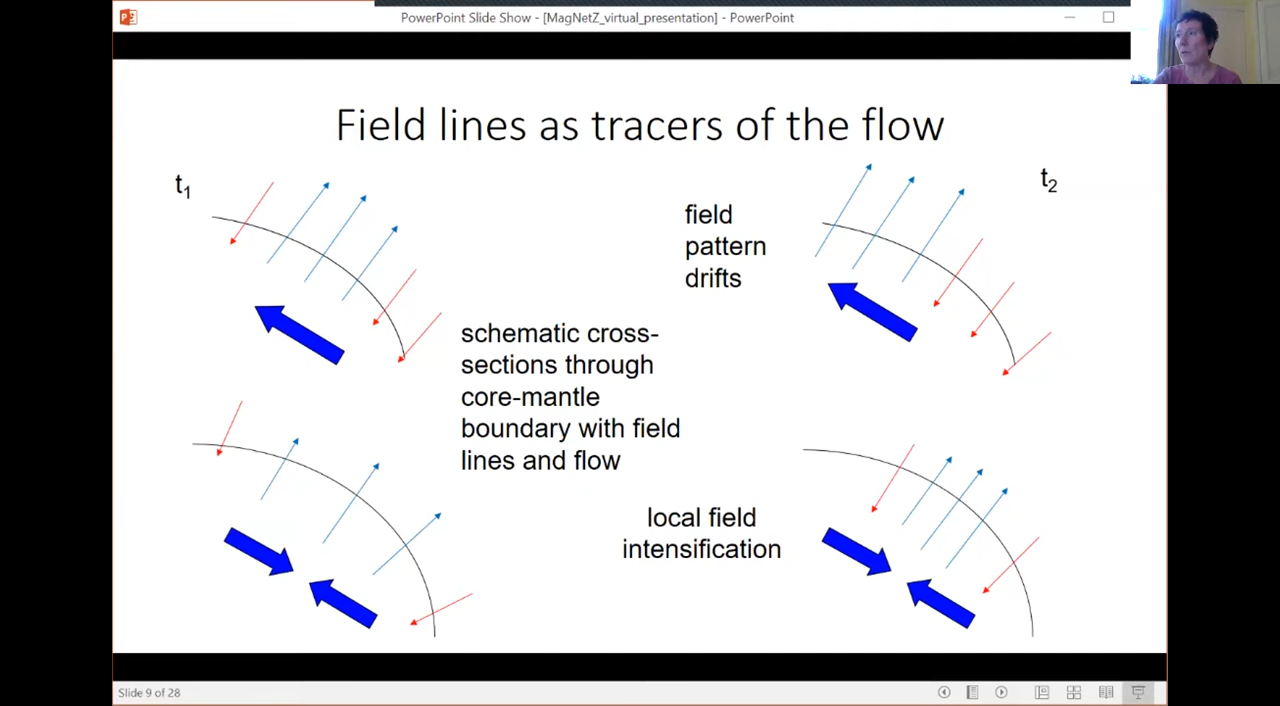 PowerPoint Slide Show - [MagNetZ_virtual_presentation] - PowerPoint
Field lines as tracers of the flow
t1
t2
field
pattern
drifts
schematic cross-
sections through
core-mantle
boundary with field
lines and flow
local field
intensification
Slide 9 of 28